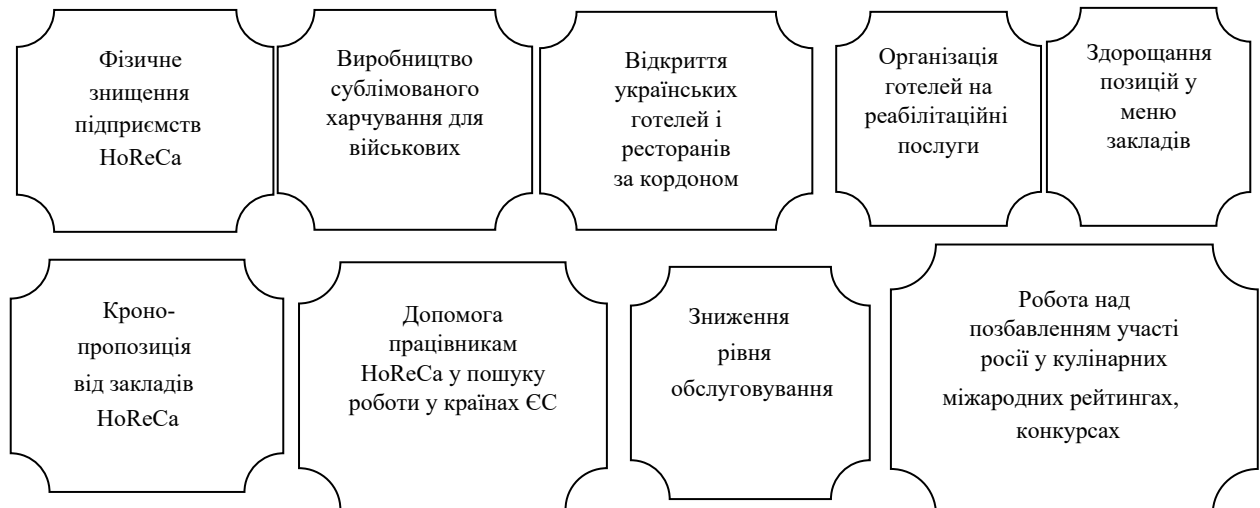 Фізичне
знищення
підприємств
HoReCa
Виробництво
сублімованого
харчування для
військових
Відкриття
українських
готелей і
ресторанів
за кордоном
Організація
готелей на
реабілітаційні
послуги
Здорощання
позицій у
меню
закладів
Кроно-
пропозиція
від закладів
HoReCa
Допомога
працівникам
HoReCa у пошуку
роботи у країнах ЄС
Зниження
рівня
обслуговування
Робота над
позбавленням участі
росії у кулінарних
міжародних рейтингах,
конкурсах